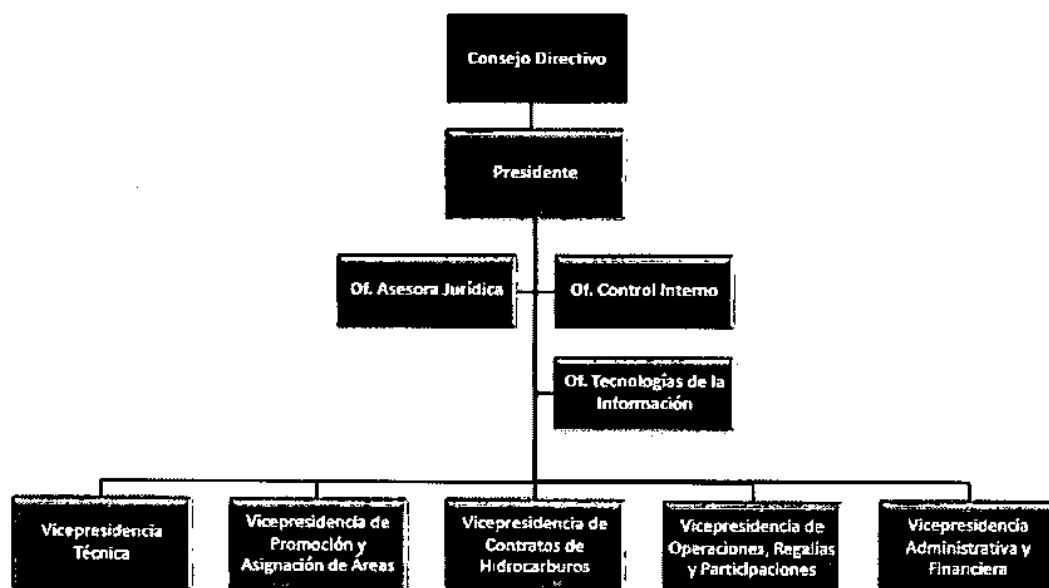 Consejo Directivo
Presidente
Of. Asesora Jurídica
Of. Control Interno
Of. Tecnologías de la
Información
Vicepresidencia
Técnica
Vicepresidencia de
Promoción y
Asignación de Áreas
Vicepresidencia de
Contratos de
Hidrocarburos
Vicepresidencia de
Operaciones, Regalías
y Participaciones
Vicepresidencia
Administrativa y
Financiera